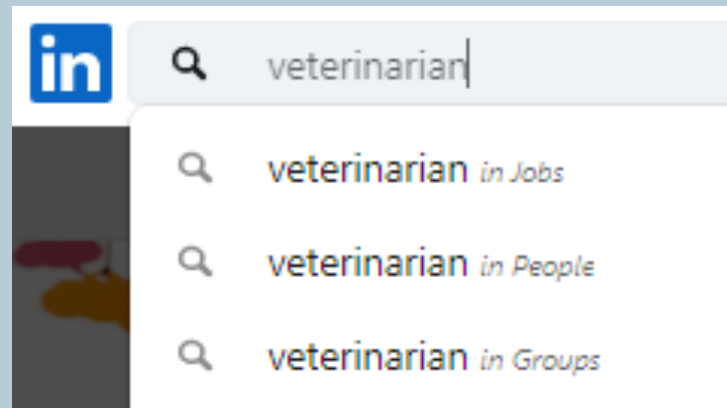 in
veterinarian
veterinarian in Jobs
veterinarian in People
veterinarian in Groups